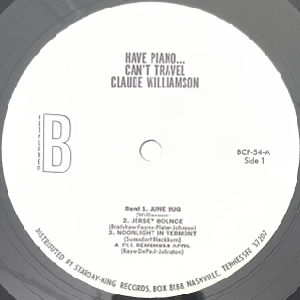 HAVE PIANO...
CAN'T TRAVEL
CLAUDE WILLIAMSON
BETHLEHEM
B
BCP-54-A
Side 1
Band 1. JUNE BUG
(Williamson)
2. JERSEY BOUNCE
(Bradshaw-Feyne-Plater-Johnson)
3. MOONLIGHT IN VERMONT
(Suessdorf-Blackburn)
4. I'LL REMEMBER APRIL
(Raye-DePaul-Johnston)
DISTRIBUTED BY STARDAY-KING RECORDS, BOX 8188 NASHVILLE, TENNESSEE 37207